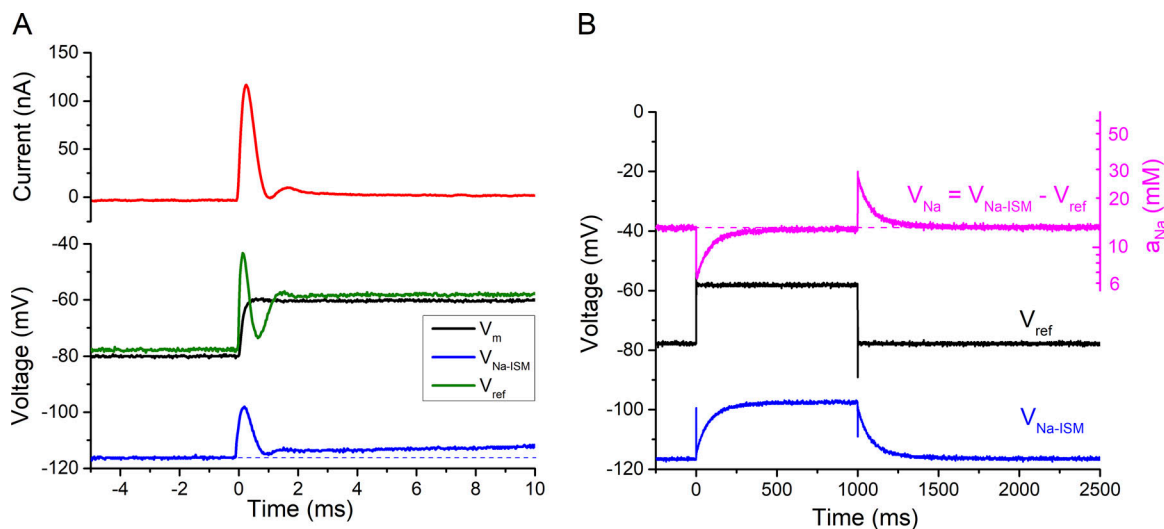 A
Current (nA)
150
100
50
0
Voltage (mV)
-40
-60
-80
-100
-120
V_m
V_Na-ISM
V_ref
-4 -2 0 2 4 6 8 10
Time (ms)
B
Voltage (mV)
0
-20
-40
-60
-80
-100
-120
50
30
20
10
6
a_Na (mM)
V_Na = V_Na-ISM - V_ref
V_ref
V_Na-ISM
0 500 1000 1500 2000 2500
Time (ms)